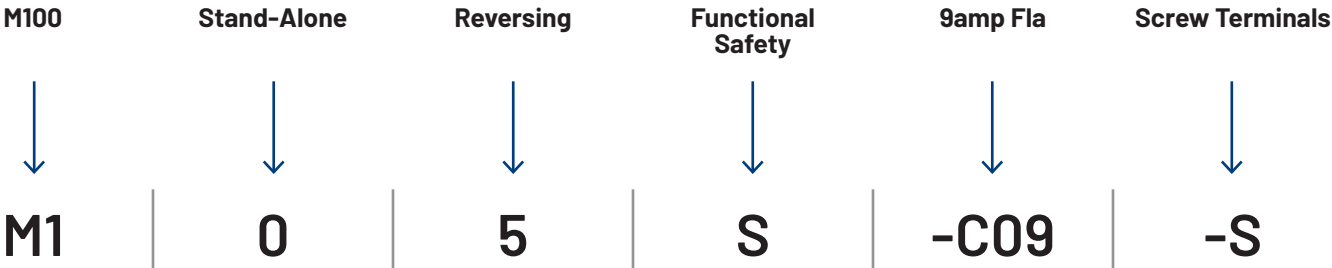 M100 Stand-Alone Reversing Functional 9amp Fla Screw Terminals
Safety
M1 0 5 S -C09 -S